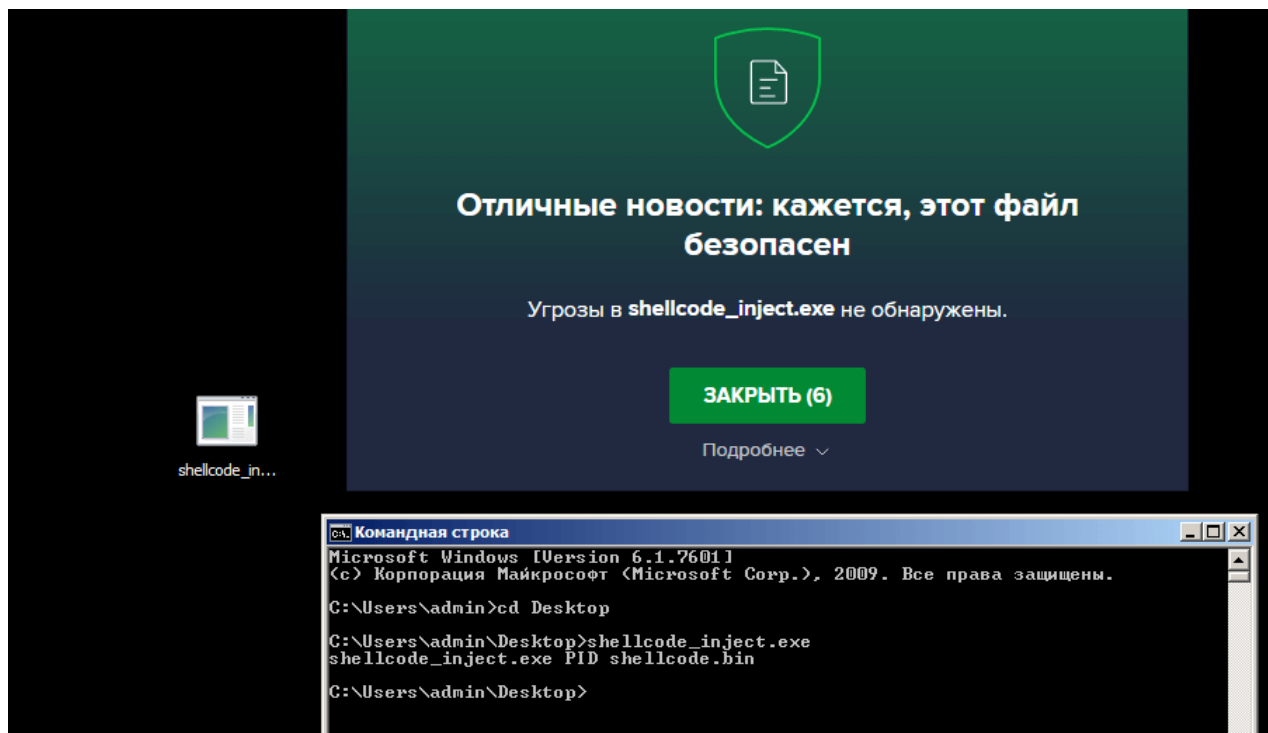 Отличные новости: кажется, этот файл
безопасен
Угрозы в shellcode_inject.exe не обнаружены.
ЗАКРЫТЬ (6)
Подробнее
shellcode_in...
Командная строка
Microsoft Windows [Version 6.1.7601]
(c) Корпорация Майкрософт (Microsoft Corp.), 2009. Все права защищены.
C:\Users\admin>cd Desktop
C:\Users\admin\Desktop>shellcode_inject.exe
shellcode_inject.exe PID shellcode.bin
C:\Users\admin\Desktop>